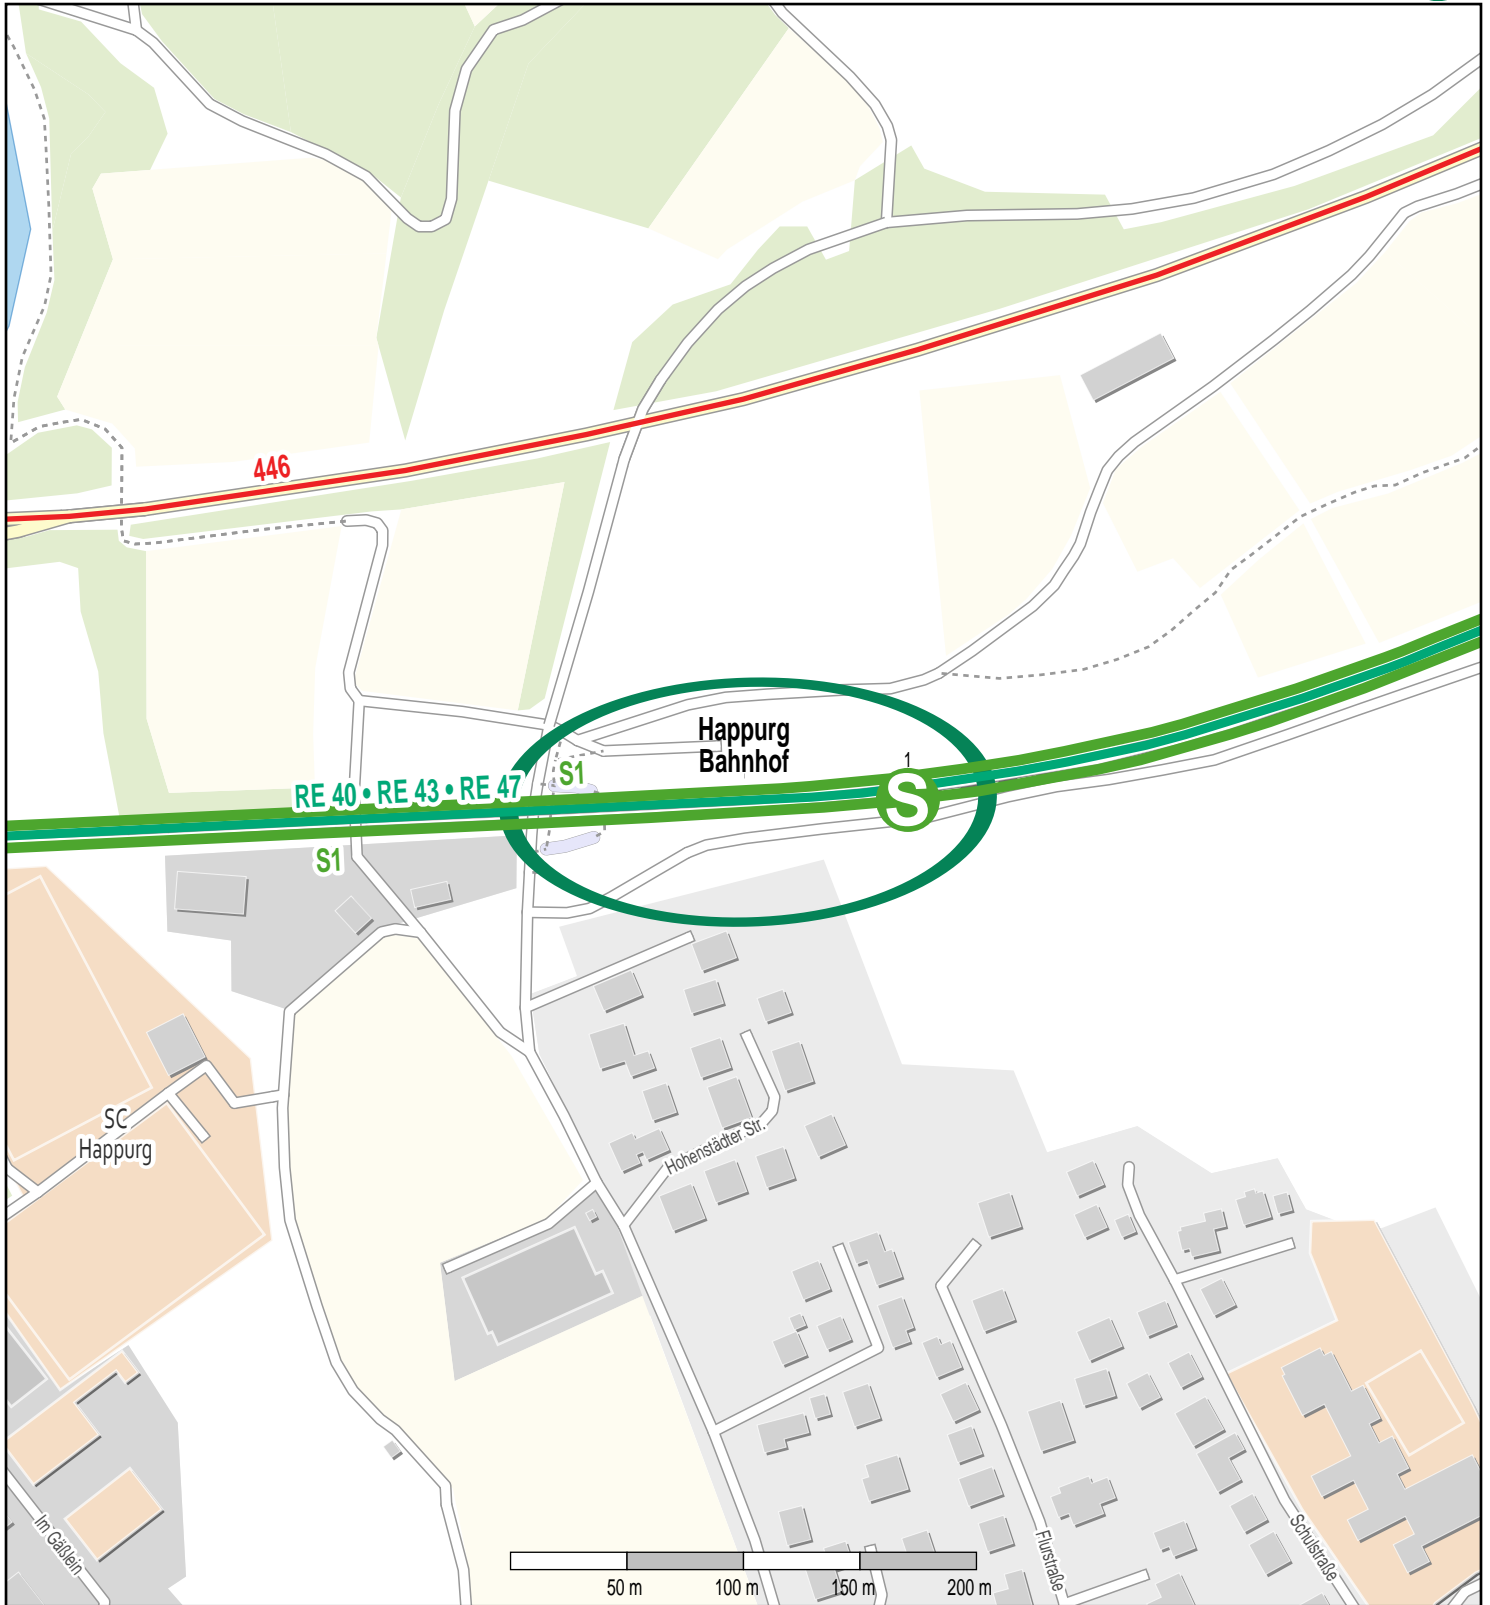 446
Happurg
Bahnhof
1
S1
S
RE 40 • RE 43 • RE 47
S1
SC
Happurg
Hohenstädter Str.
Im Gäßlein
Flurstraße
Schulstraße
50 m
100 m
150 m
200 m